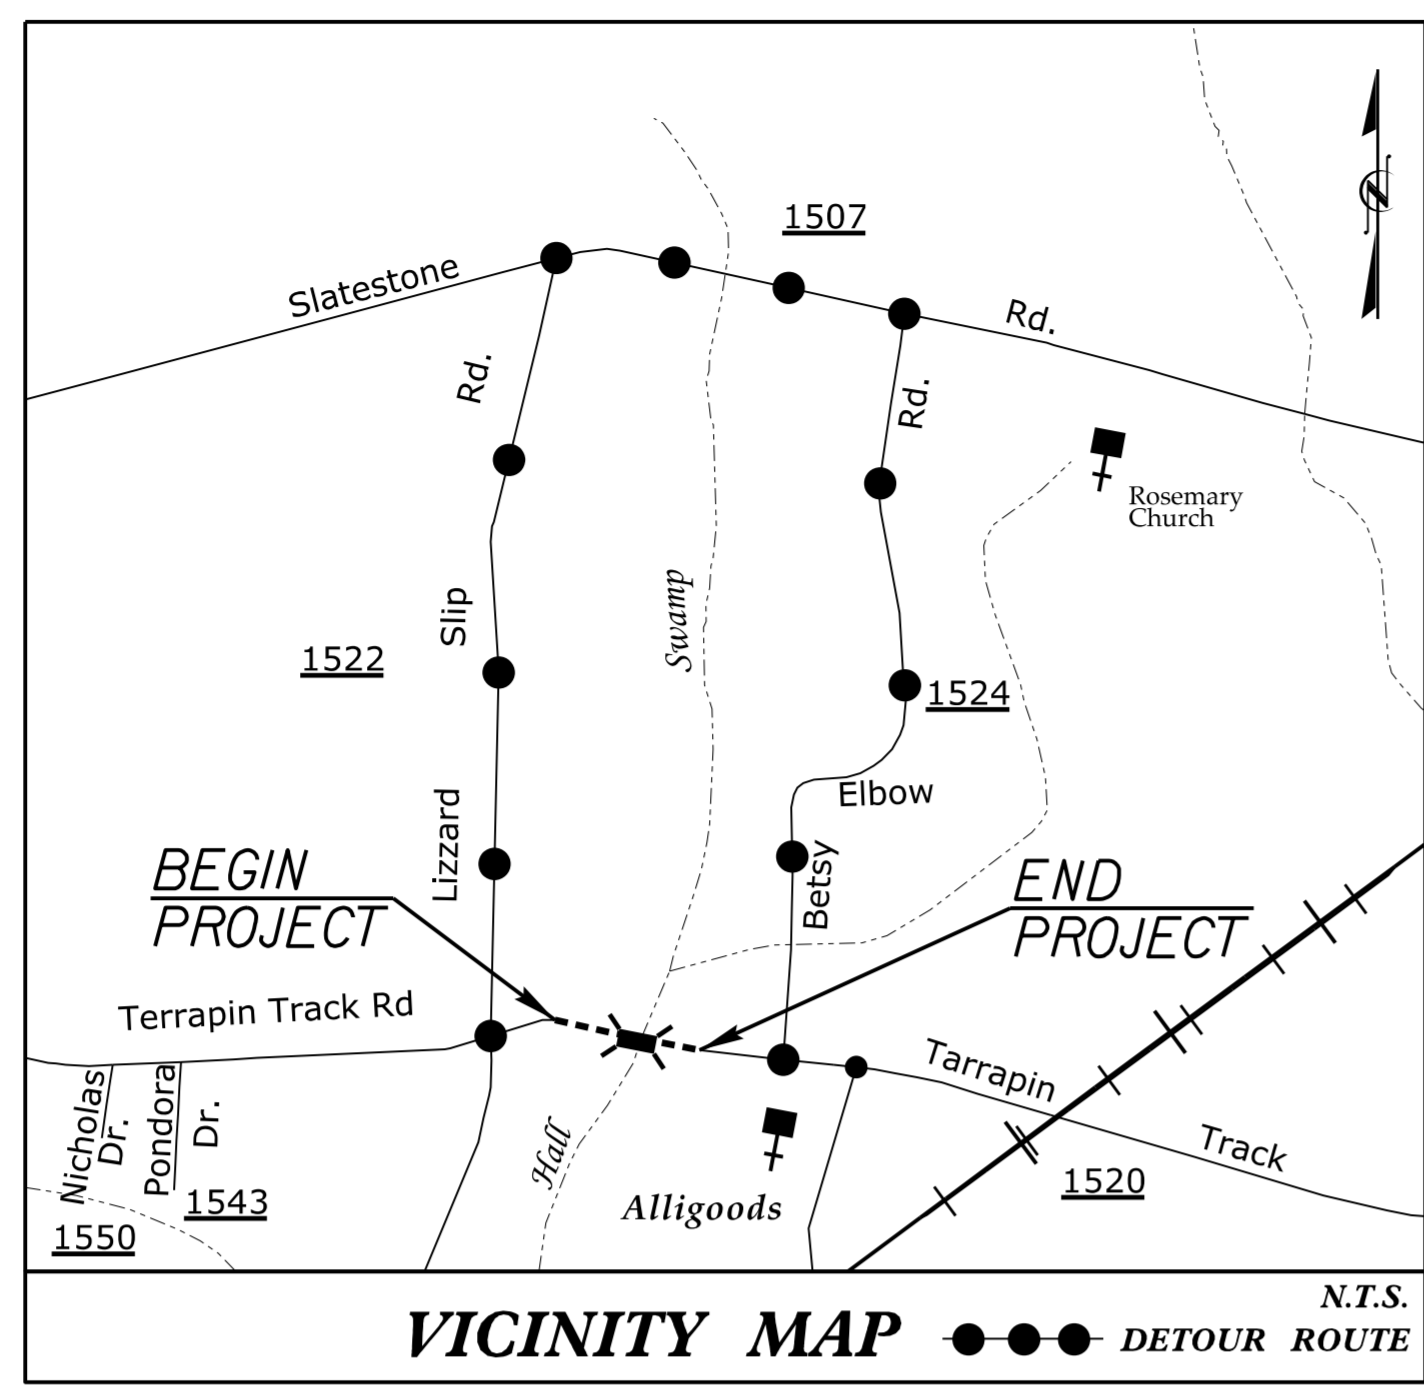 1507
Slatestone
Rd.
Rd.
Rd.
Rosemary
Church
Swamp
Slip
1522
1524
Elbow
Lizzard
Betsy
BEGIN
PROJECT
END
PROJECT
Terrapin Track Rd
Tarrapin
Track
Nicholas
Dr.
Pondora
Dr.
Hall
1520
1543
Alligoods
1550
N
N.T.S.
VICINITY MAP
DETOUR ROUTE